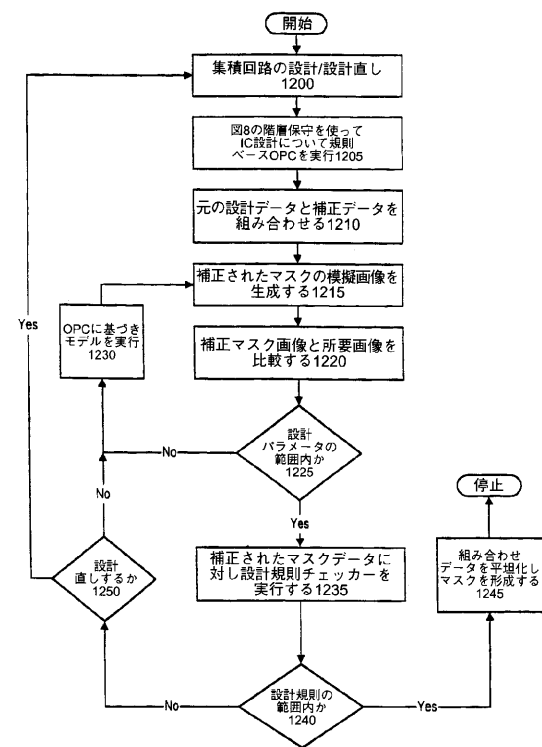 開始
集積回路の設計/設計直し
1200
図8の階層保守を使って
IC設計について規則
ベースOPCを実行1205
元の設計データと補正データを
組み合わせる1210
補正されたマスクの模擬画像を
生成する1215
Yes
OPCに基づき
モデルを実行
1230
補正マスク画像と所要画像を
比較する1220
設計
パラメータの
範囲内か
1225
No
No
Yes
停止
設計
直しするか
1250
補正されたマスクデータに
対し設計規則チェッカーを
実行する1235
組み合わせ
データを平坦化し
マスクを形成する
1245
設計規則の
範囲内か
1240
No
Yes